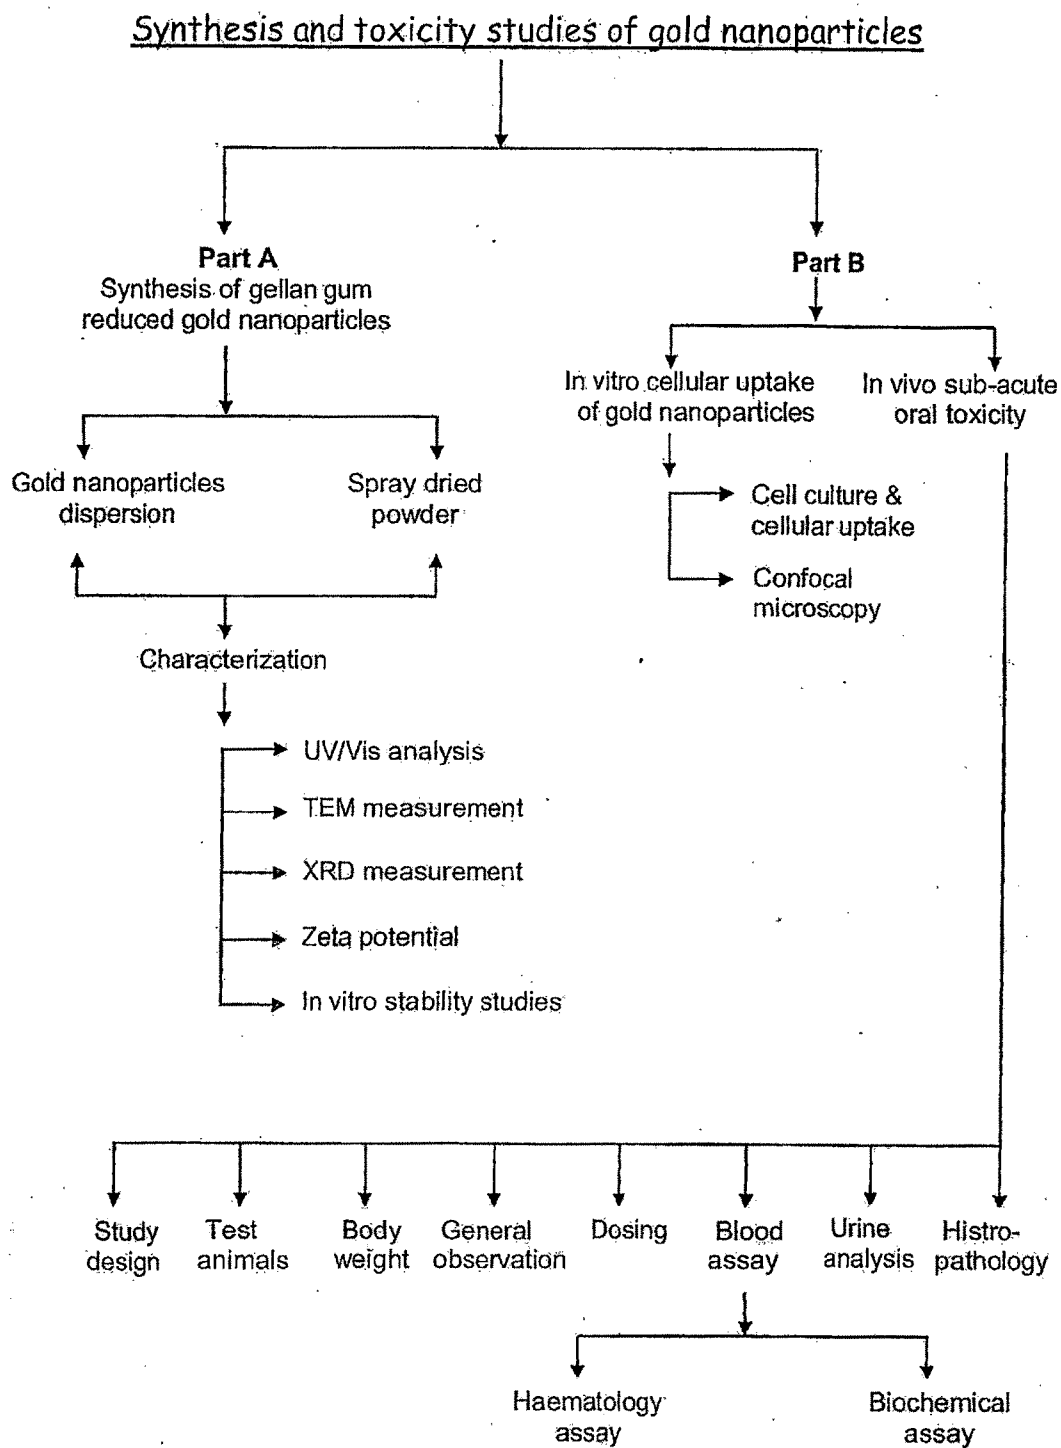 Synthesis and toxicity studies of gold nanoparticles
Part A
Synthesis of gellan gum
reduced gold nanoparticles
Gold nanoparticles
dispersion
Spray dried
powder
Characterization
UV/Vis analysis
TEM measurement
XRD measurement
Zeta potential
In vitro stability studies
Part B
In vitro cellular uptake
of gold nanoparticles
Cell culture &
cellular uptake
Confocal
microscopy
In vivo sub-acute
oral toxicity
Study
design
Test
animals
Body
weight
General
observation
Dosing
Blood
assay
Urine
analysis
Histro-
pathology
Haematology
assay
Biochemical
assay